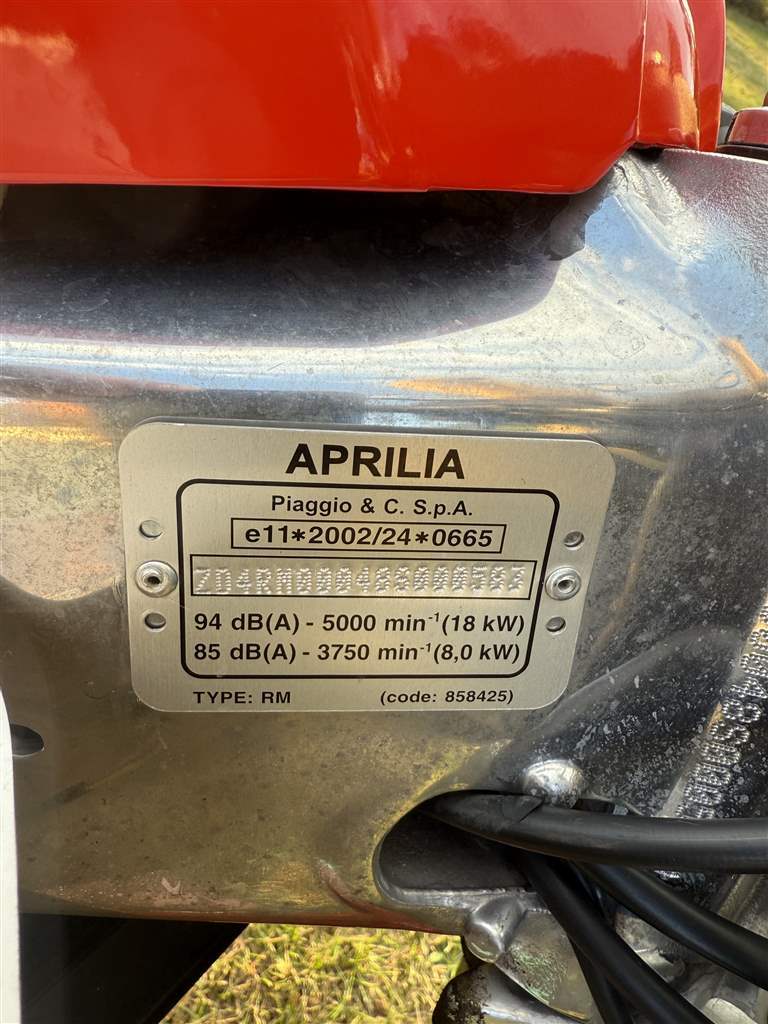 APRILIA
Piaggio & C. S.p.A.
e11*2002/24*0665
94 dB(A) - 5000 min⁻¹(18 kW)
85 dB(A) - 3750 min⁻¹(8,0 kW)
TYPE: RM (code: 858425)